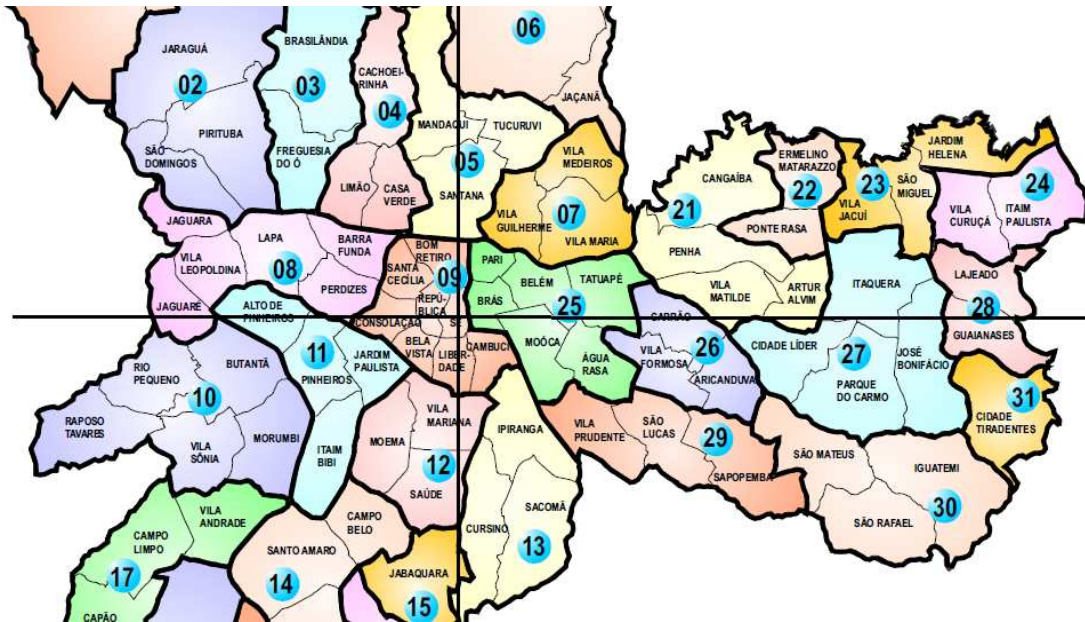 06
JARAGUÁ
BRASILÂNDIA
CACHOEI-
RINHA
02
03
04
JAÇANÃ
MANDAQUI
TUCURUVI
PIRITUBA
SÃO
DOMINGOS
FREGUESIA
DO Ó
05
VILA
MEDEIROS
LIMÃO
CASA
VERDE
SANTANA
CANGAÍBA
ERMELINO
MATARAZZO
22
JARDIM
HELENA
23
SÃO
MIGUEL
24
VILA
JACUÍ
VILA
CURUÇÁ
ITAIM
PAULISTA
21
07
VILA
GUILHERME
VILA MARIA
PONTE RASA
JAGUARA
LAPA
BARRA
FUNDA
BOM
RETIRO
PENHA
VILA
LEOPOLDINA
08
PERDIZES
SANTA
CECÍLIA
09
PARI
BELÉM
TATUAPÉ
ITAQUERA
LAJEADO
VILA
MATILDE
ARTUR
ALVIM
JAGUARÉ
ALTO DE
PINHEIROS
REPÚ-
BLICA
BRÁS
25
28
CONSOLAÇÃO
SÉ
CARRÃO
GUAIANASES
BELA
VISTA
LIBER-
DADE
CAMBUCI
MOÓCA
ÁGUA
RASA
VILA
FORMOSA
26
ARICANDUVA
CIDADE LÍDER
27
JOSÉ
BONIFÁCIO
PARQUE
DO CARMO
RIO
PEQUENO
BUTANTÃ
11
PINHEIROS
JARDIM
PAULISTA
10
31
CIDADE
TIRADENTES
RAPOSO
TAVARES
VILA
SÔNIA
MORUMBI
ITAIM
BIBI
MOEMA
VILA
MARIANA
12
SAÚDE
IPIRANGA
VILA
PRUDENTE
SÃO
LUCAS
29
SAPOPEMBA
SÃO MATEUS
IGUATEMI
30
SÃO RAFAEL
VILA
ANDRADE
CAMPO
LIMPO
CAMPO
BELO
SACOMÃ
CURSINO
13
SANTO AMARO
14
JABAQUARA
15
17
CAPÃO